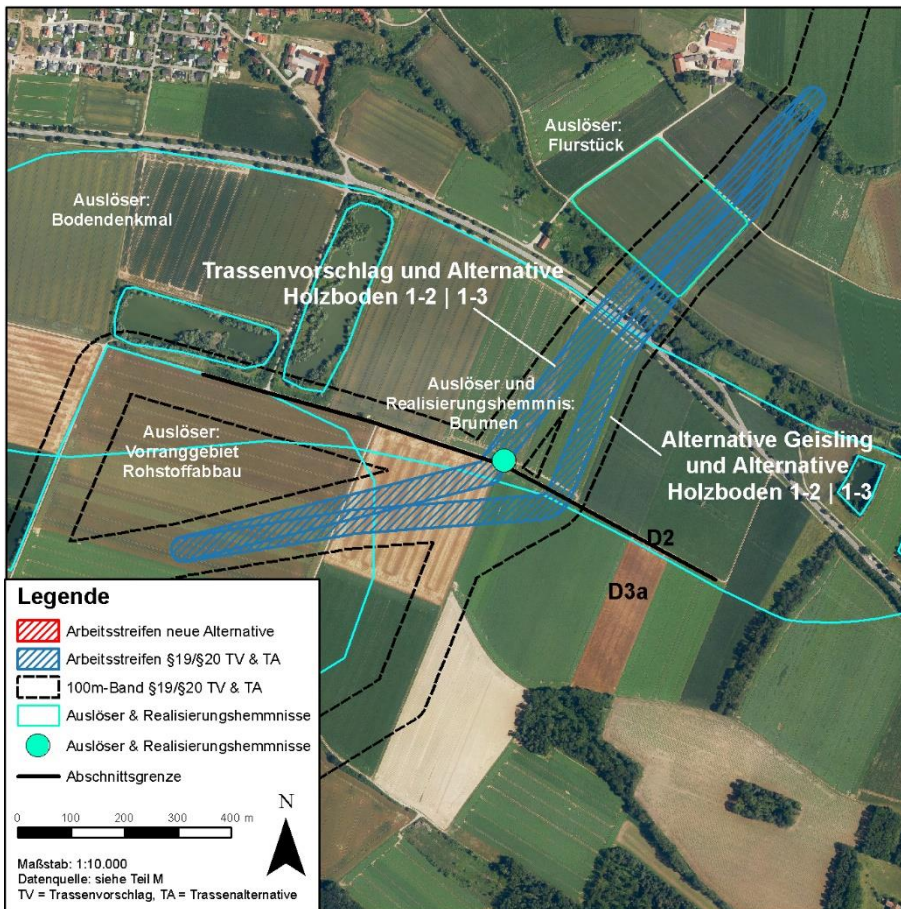 Auslöser:
Flurstück
Auslöser:
Bodendenkmal
Trassenvorschlag und Alternative
Holzboden 1-2 | 1-3
Auslöser und
Realisierungshemmnis:
Brunnen
Auslöser:
Vorranggebiet
Rohstoffabbau
Alternative Geisling
und Alternative
Holzboden 1-2 | 1-3
D2
D3a
Legende
Arbeitsstreifen neue Alternative
Arbeitsstreifen §19/§20 TV & TA
100m-Band §19/§20 TV & TA
Auslöser & Realisierungshemmnisse
Auslöser & Realisierungshemmnisse
Abschnittsgrenze
N
0 100 200 300 400 m
Maßstab: 1:10.000
Datenquelle: siehe Teil M
TV = Trassenvorschlag, TA = Trassenalternative